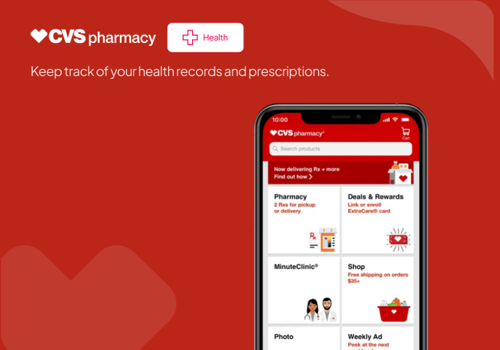 CVS pharmacy
Health
Keep track of your health records and prescriptions.
10:00
CVS pharmacy®
Cart
Search products
Now delivering Rx + more
Find out how
Pharmacy
2 Rxs for pickup
or delivery
Rx
Deals & Rewards
Link or enroll
ExtraCare® card
MinuteClinic®
Shop
Free shipping on orders
$35+
Photo
Weekly Ad
Peek at the next